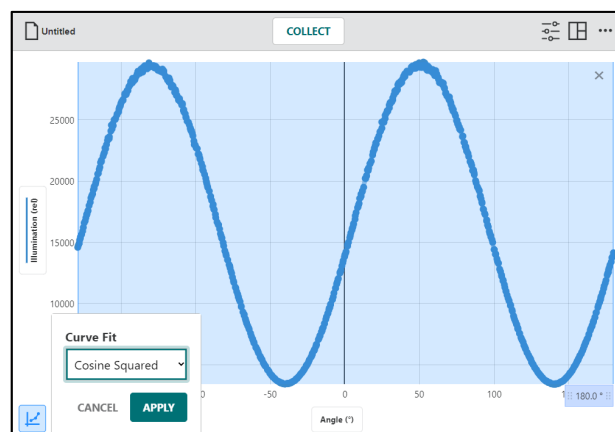 Untitled
COLLECT
25000
20000
15000
10000
Illumination (rel)
Curve Fit
Cosine Squared
CANCEL
APPLY
0
-50
0
50
100
180.0 °
Angle (°)